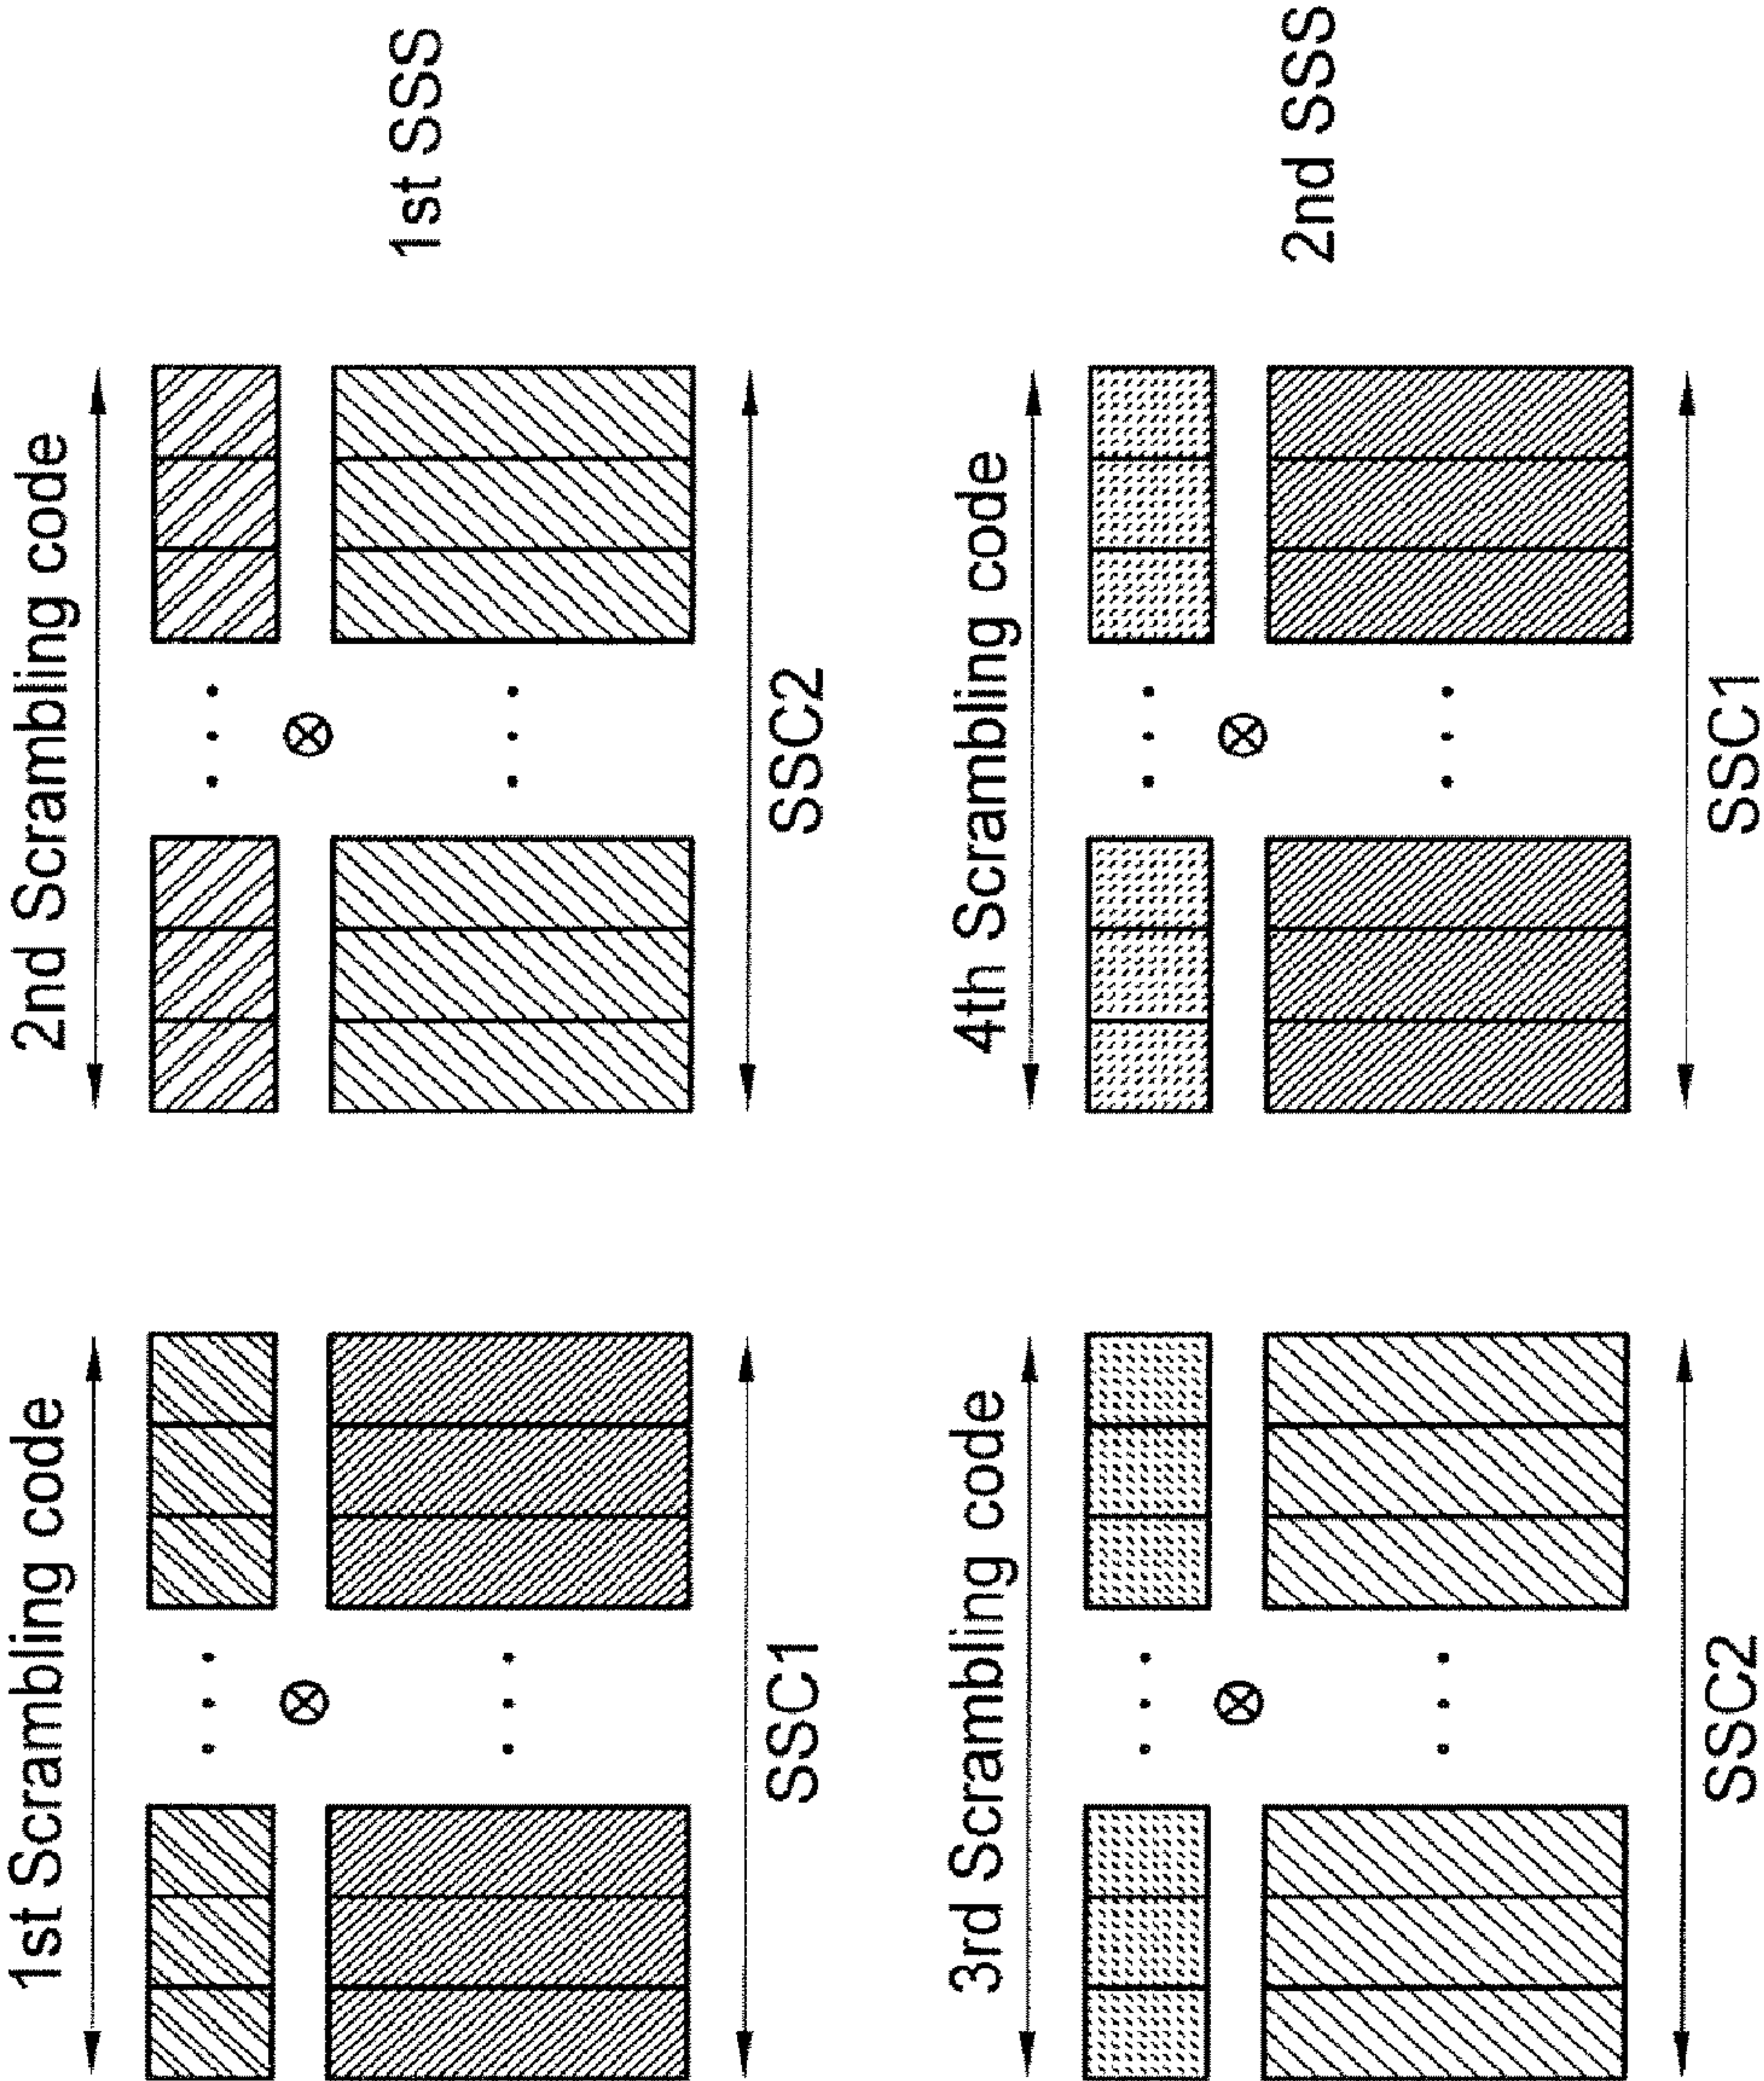 1st Scrambling code
2nd Scrambling code
1st SSS
SSC1
SSC2
3rd Scrambling code
4th Scrambling code
2nd SSS
SSC2
SSC1